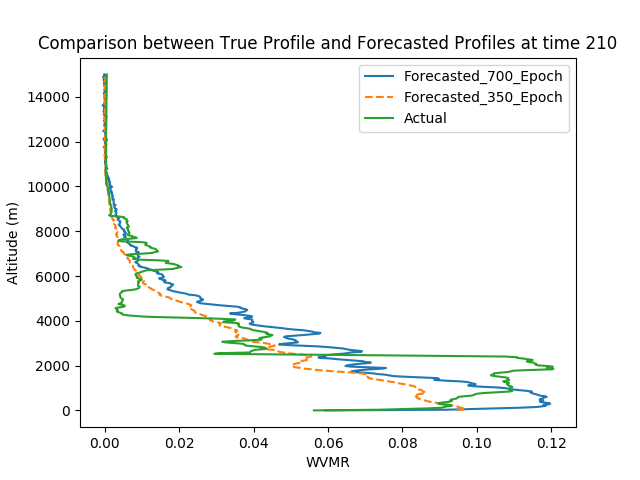 Comparison between True Profile and Forecasted Profiles at time 210
Forecasted_700_Epoch
Forecasted_350_Epoch
Actual
Altitude (m)
14000
12000
10000
8000
6000
4000
2000
0
0.00 0.02 0.04 0.06 0.08 0.10 0.12
WVMR